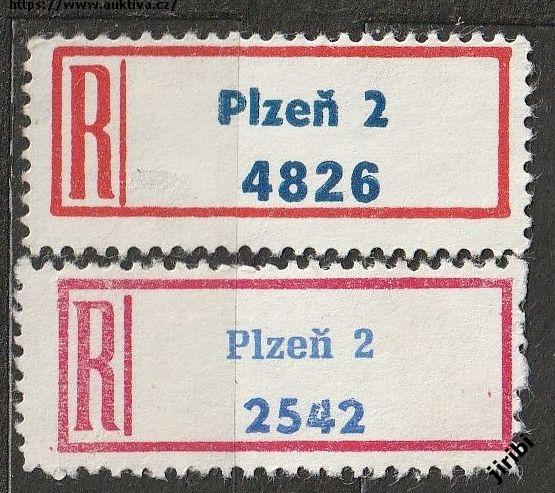 https://www.auktiva.cz/
R Plzeň 2
4826
R Plzeň 2
2542
jiribi